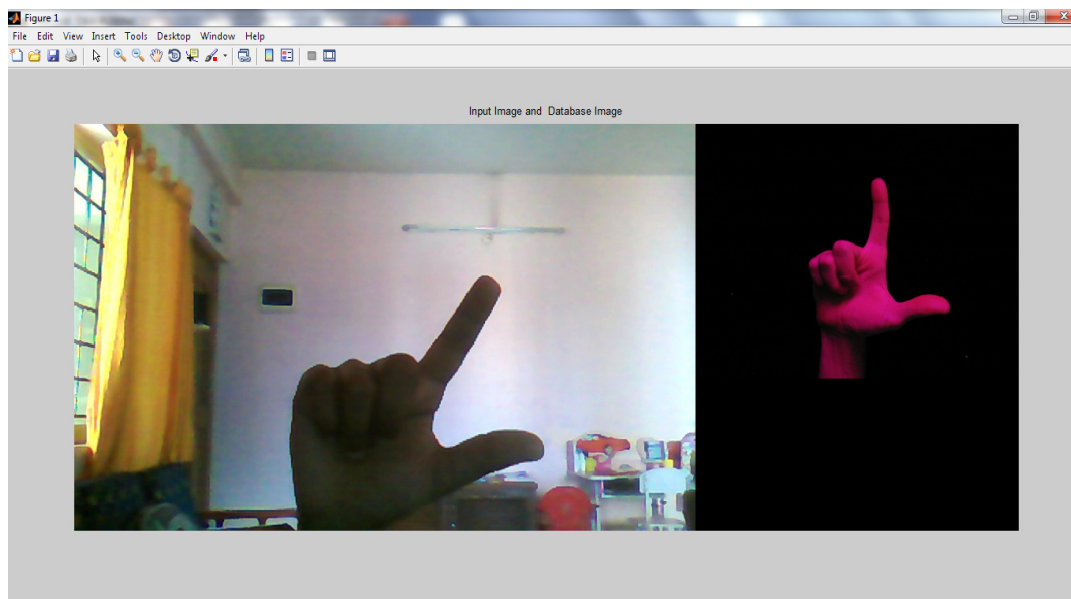 Figure 1
File Edit View Insert Tools Desktop Window Help
Input Image and Database Image